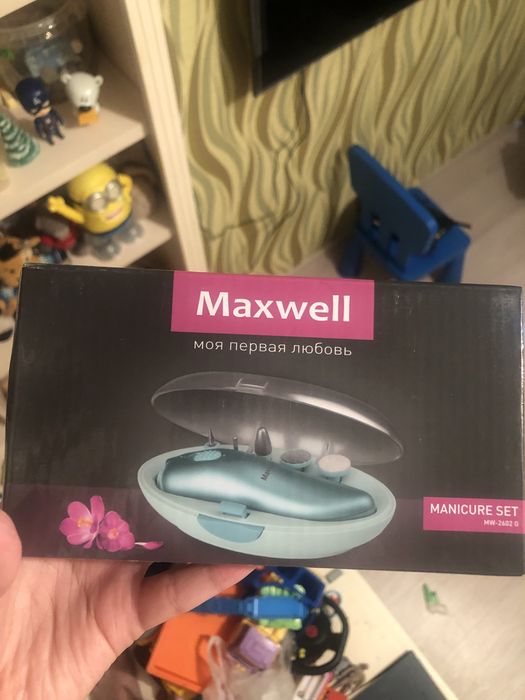 Maxwell
моя первая любовь
MANICURE SET
MW-2602 G